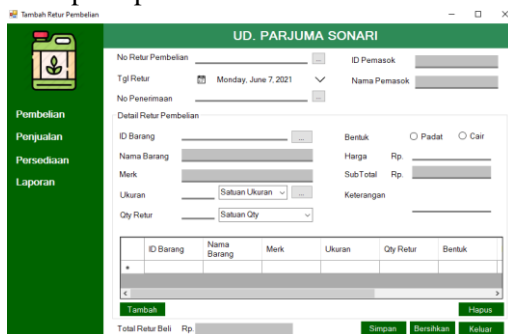 Tambah Retur Pembelian
UD. PARJUMA SONARI
No Retur Pembelian ... ID Pemasok
Tgl Retur Monday, June 7, 2021 Nama Pemasok
No Penerimaan ...
Pembelian
Penjualan
Persediaan
Laporan
Detail Retur Pembelian
ID Barang ... Bentuk Padat Cair
Nama Barang Harga Rp.
Merk SubTotal Rp.
Ukuran Satuan Ukuran ... Keterangan
Qty Retur Satuan Qty
ID Barang Nama Barang Merk Ukuran Qty Retur Bentuk
*
Tambah Hapus
Total Retur Beli Rp. Simpan Bersihkan Keluar